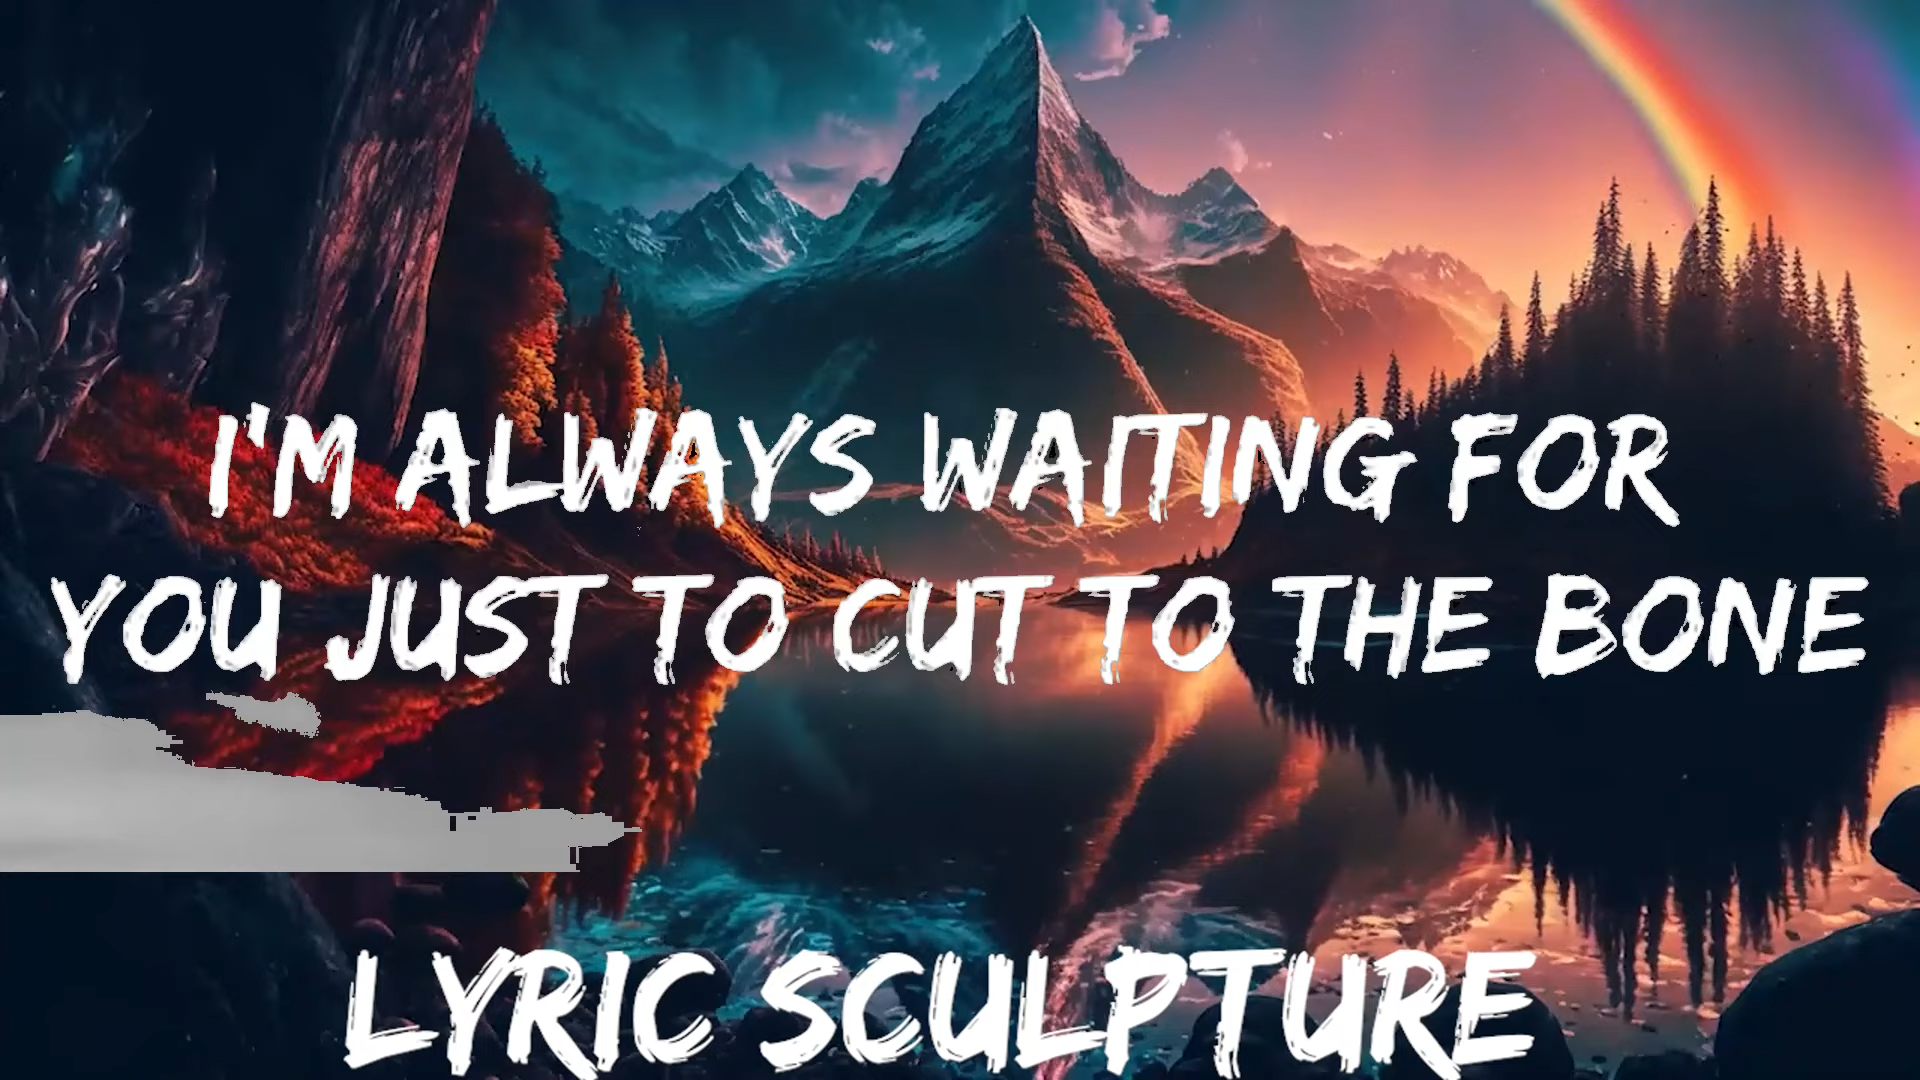 I'M ALWAYS WAITING FOR
YOU JUST TO CUT TO THE BONE
LYRIC SCULPTURE